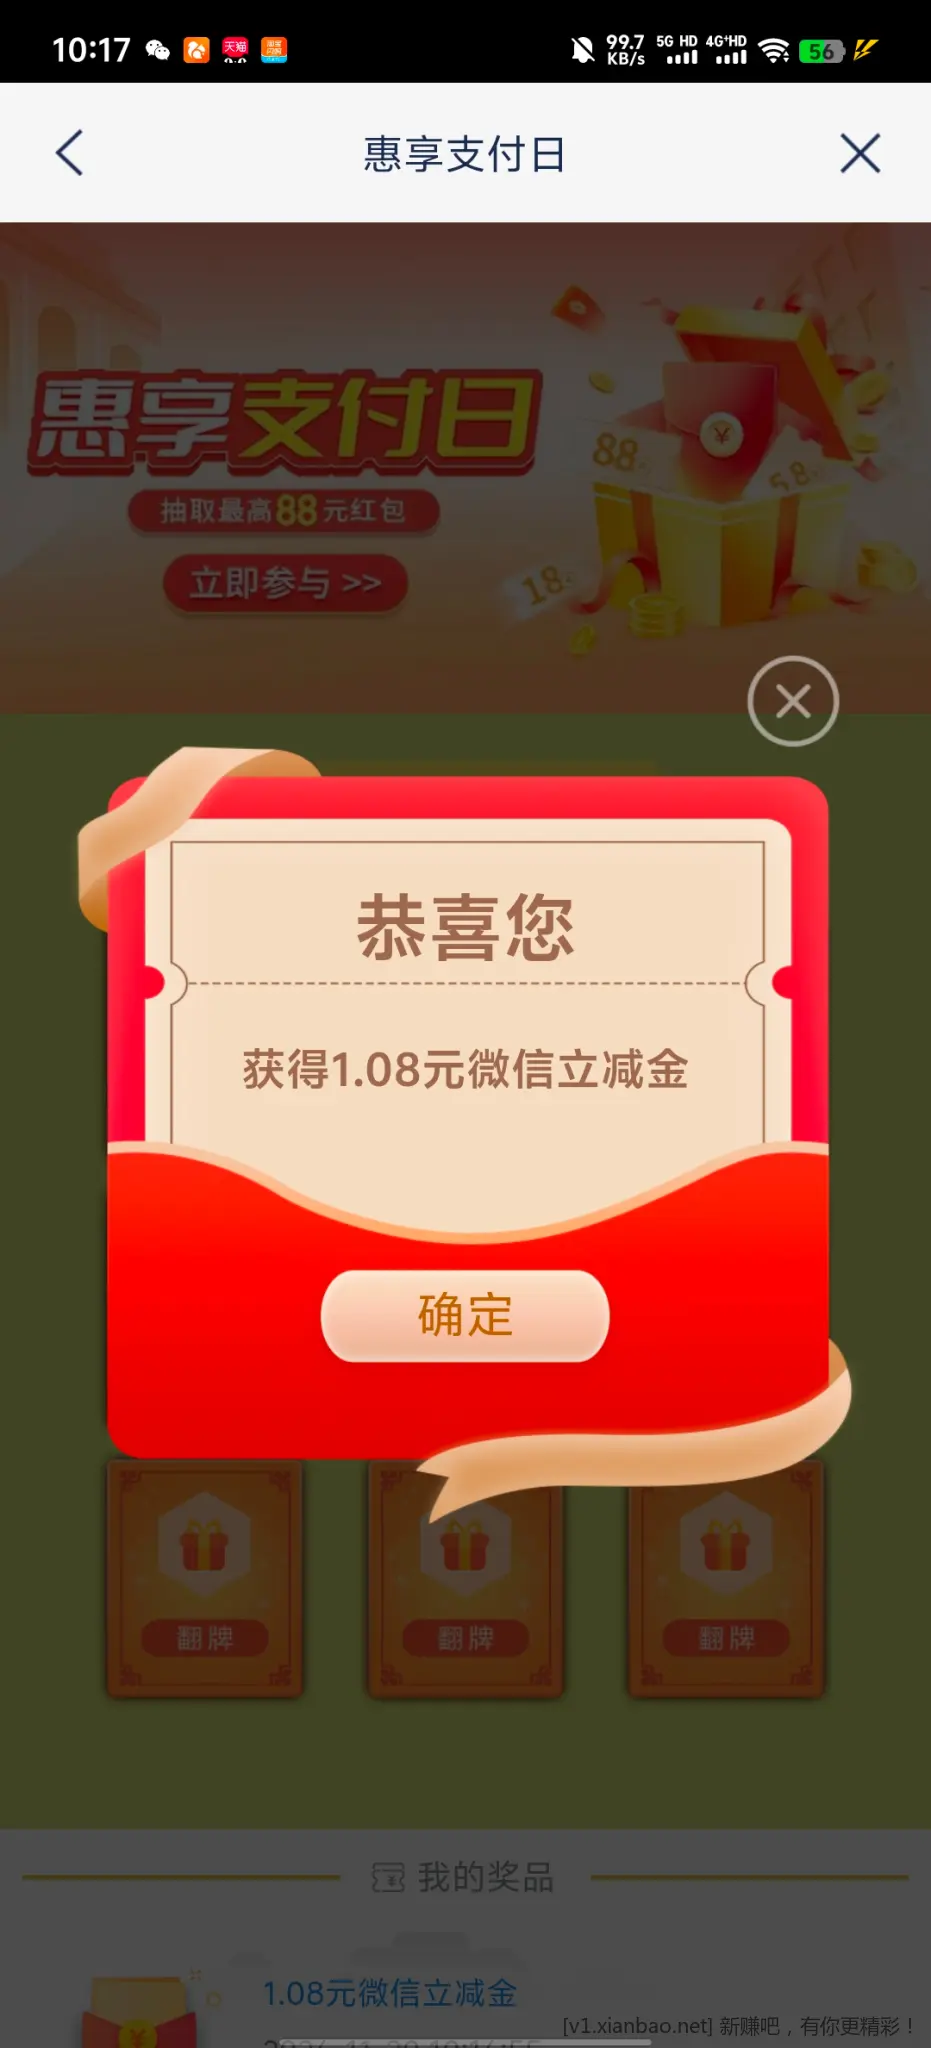 10:17
天猫
99.7
KB/s
5G HD
4G+HD
56
惠享支付日
惠享支付日
抽取最高88元红包
立即参与 >>
88
5.8
18
恭喜您
获得1.08元微信立减金
确定
翻牌
翻牌
翻牌
我的奖品
1.08元微信立减金
[v1.xianbao.net] 新赚吧，有你更精彩！